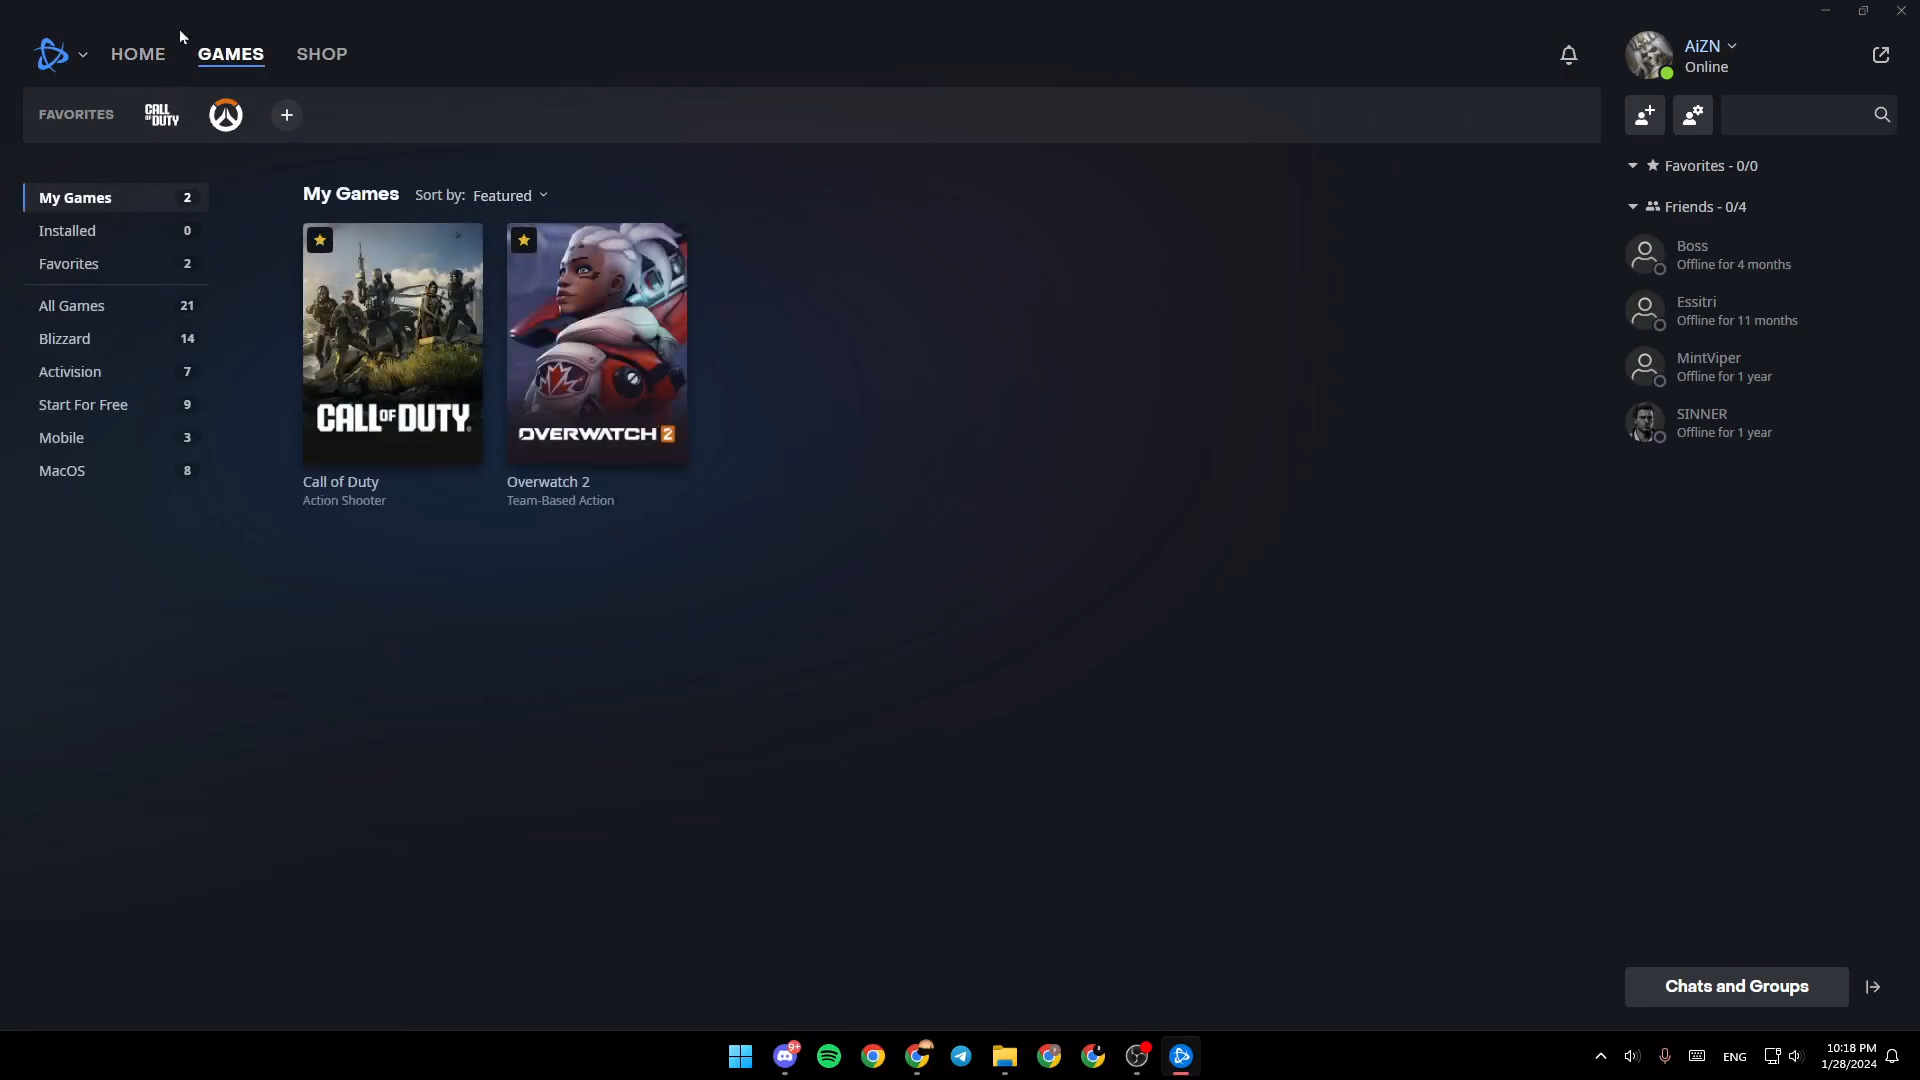 HOME GAMES SHOP
AiZN
Online
FAVORITES CALL OF DUTY
My Games 2
Installed 0
Favorites 2
All Games 21
Blizzard 14
Activision 7
Start For Free 9
Mobile 3
MacOS 8
My Games Sort by: Featured
CALL OF DUTY
OVERWATCH 2
Call of Duty
Action Shooter
Overwatch 2
Team-Based Action
Favorites - 0/0
Friends - 0/4
Boss
Offline for 4 months
Essitri
Offline for 11 months
MintViper
Offline for 1 year
SINNER
Offline for 1 year
Chats and Groups
9+
ENG
10:18 PM
1/28/2024